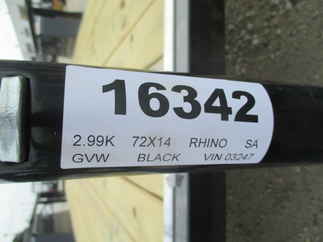 16342
2.99K 72X14 RHINO SA
GVW BLACK VIN 03247